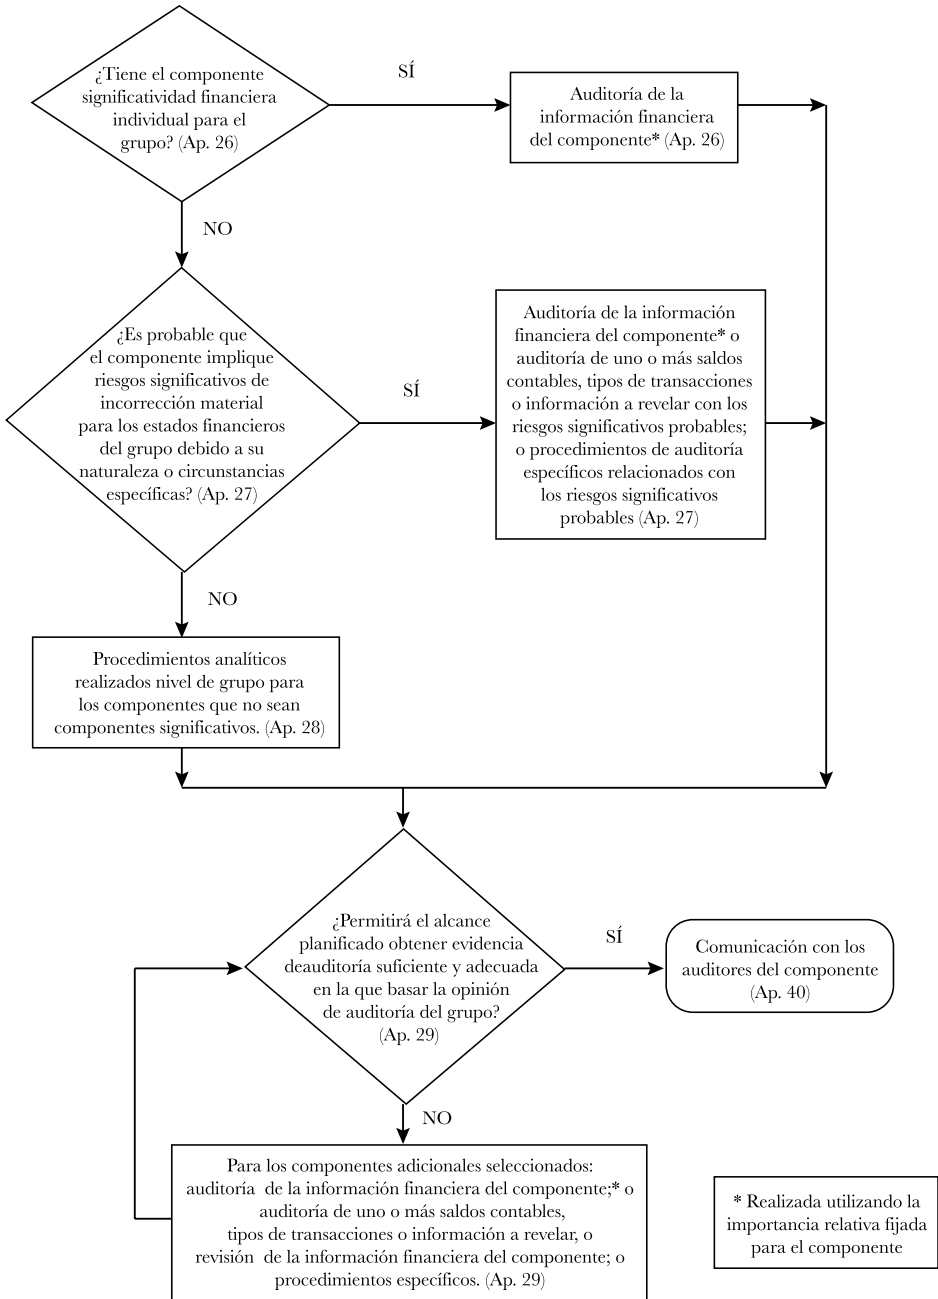 ¿Tiene el componente
significatividad financiera
individual para el
grupo? (Ap. 26)
SÍ
Auditoría de la
información financiera
del componente* (Ap. 26)
NO
¿Es probable que
el componente implique
riesgos significativos de
incorrección material
para los estados financieros
del grupo debido a su
naturaleza o circunstancias
específicas? (Ap. 27)
SÍ
Auditoría de la información
financiera del componente* o
auditoría de uno o más saldos
contables, tipos de transacciones
o información a revelar con los
riesgos significativos probables;
o procedimientos de auditoría
específicos relacionados con
los riesgos significativos
probables (Ap. 27)
NO
Procedimientos analíticos
realizados nivel de grupo para
los componentes que no sean
componentes significativos. (Ap. 28)
¿Permitirá el alcance
planificado obtener evidencia
deauditoría suficiente y adecuada
en la que basar la opinión
de auditoría del grupo?
(Ap. 29)
SÍ
Comunicación con los
auditores del componente
(Ap. 40)
NO
Para los componentes adicionales seleccionados:
auditoría de la información financiera del componente;* o
auditoría de uno o más saldos contables,
tipos de transacciones o información a revelar, o
revisión de la información financiera del componente; o
procedimientos específicos. (Ap. 29)
* Realizada utilizando la
importancia relativa fijada
para el componente